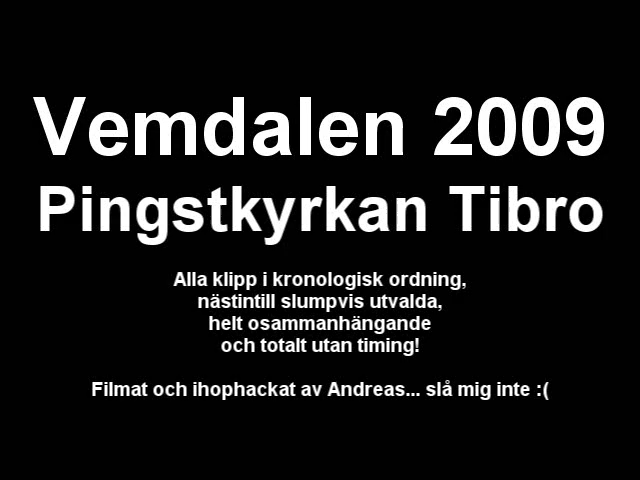 Vemdalen 2009
Pingstkyrkan Tibro
Alla klipp i kronologisk ordning,
nästintill slumpvis utvalda,
helt osammanhängande
och totalt utan timing!
Filmat och ihophackat av Andreas... slå mig inte :(